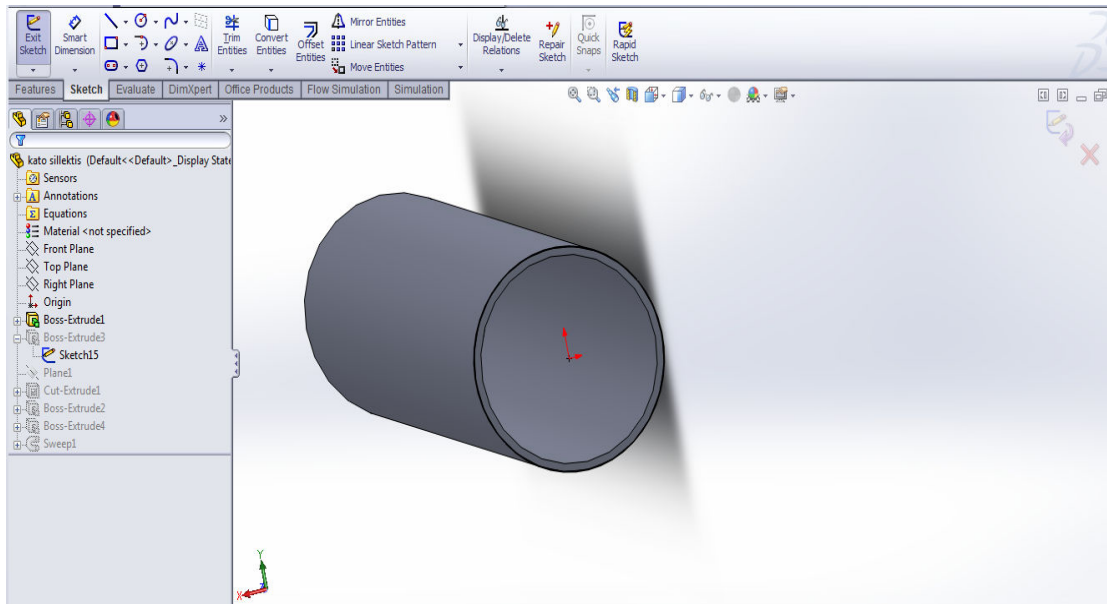 Exit Sketch
Smart Dimension
Trim Entities
Convert Entities
Offset Entities
Mirror Entities
Linear Sketch Pattern
Move Entities
Display/Delete Relations
Repair Sketch
Quick Snaps
Rapid Sketch
Features Sketch Evaluate DimXpert Office Products Flow Simulation Simulation
»
kato sillektis (Default<<Default>_Display State
Sensors
A Annotations
Σ Equations
Material <not specified>
Front Plane
Top Plane
Right Plane
Origin
Boss-Extrude1
Boss-Extrude3
Sketch15
Plane1
Cut-Extrude1
Boss-Extrude2
Boss-Extrude4
Sweep1
Y
X